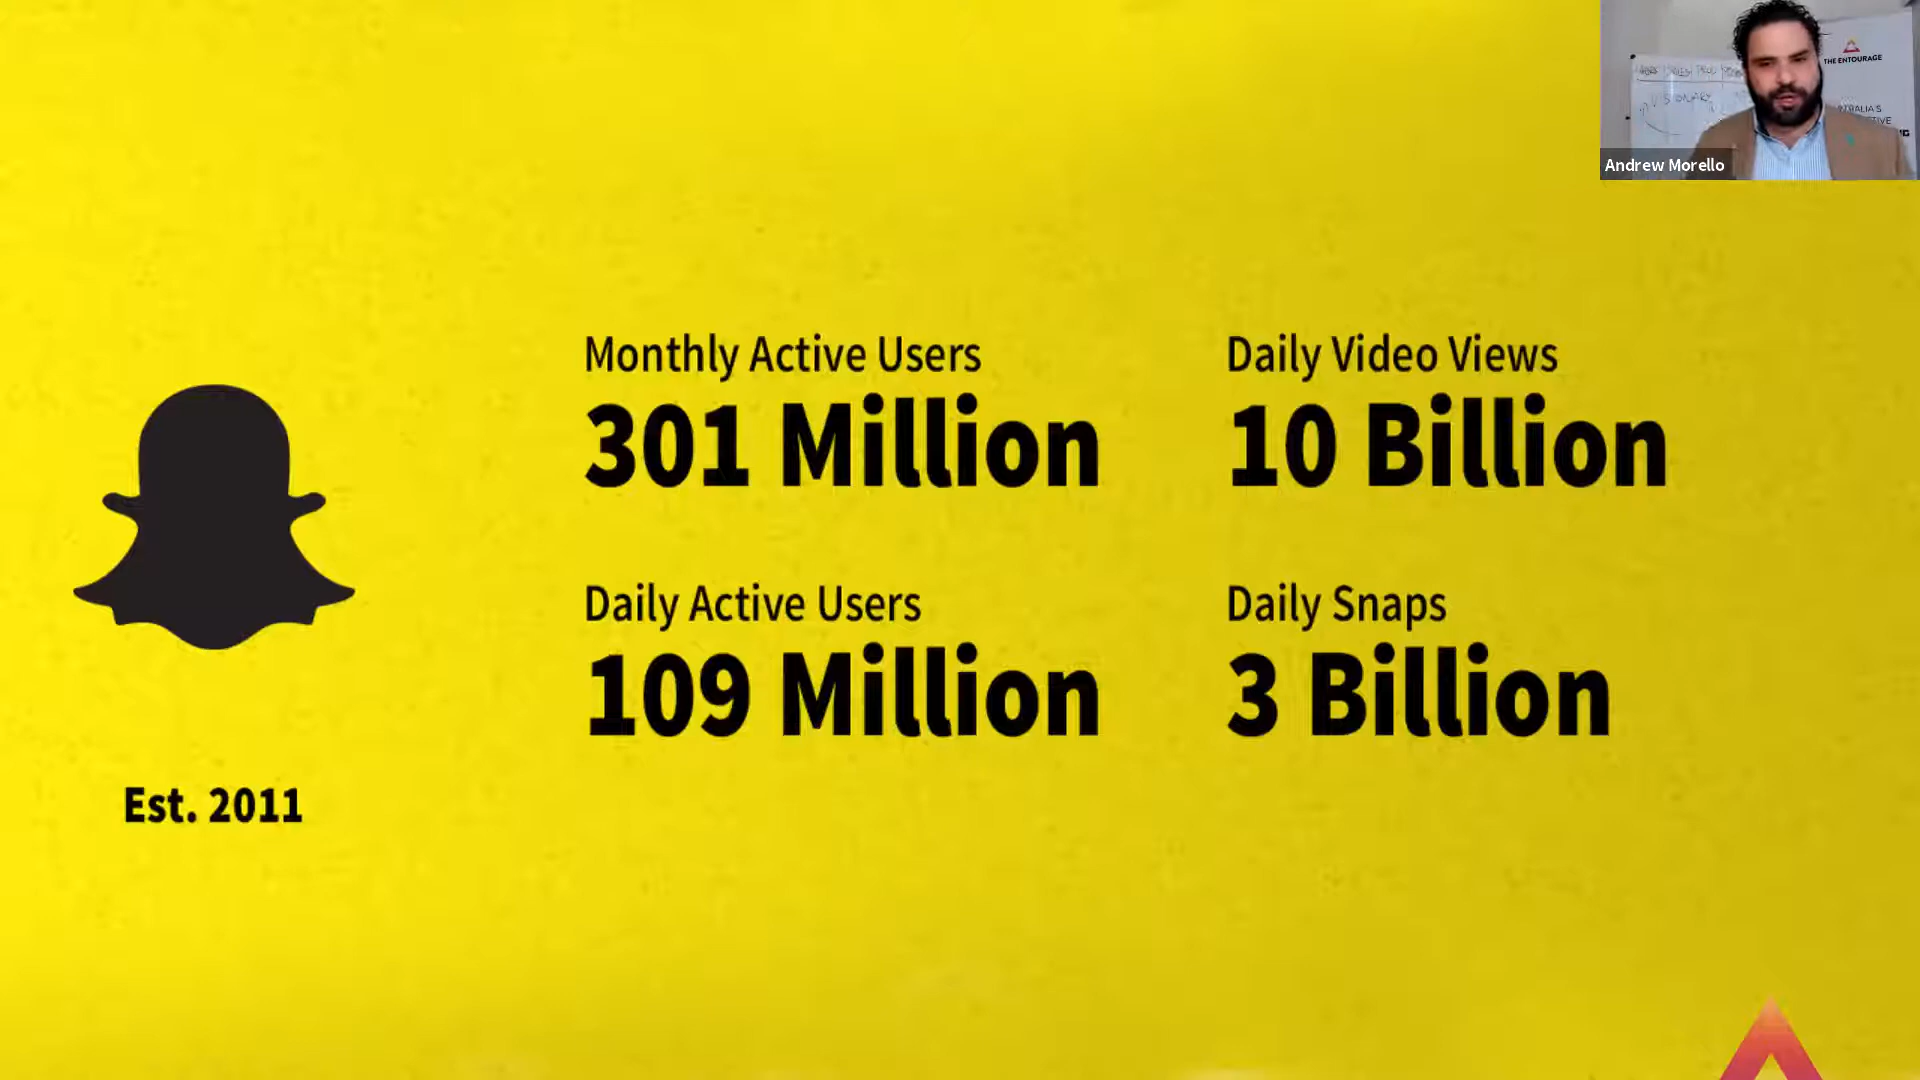 Monthly Active Users
301 Million
Daily Video Views
10 Billion
Daily Active Users
109 Million
Daily Snaps
3 Billion
Est. 2011
THE ENTOURAGE
Andrew Morello